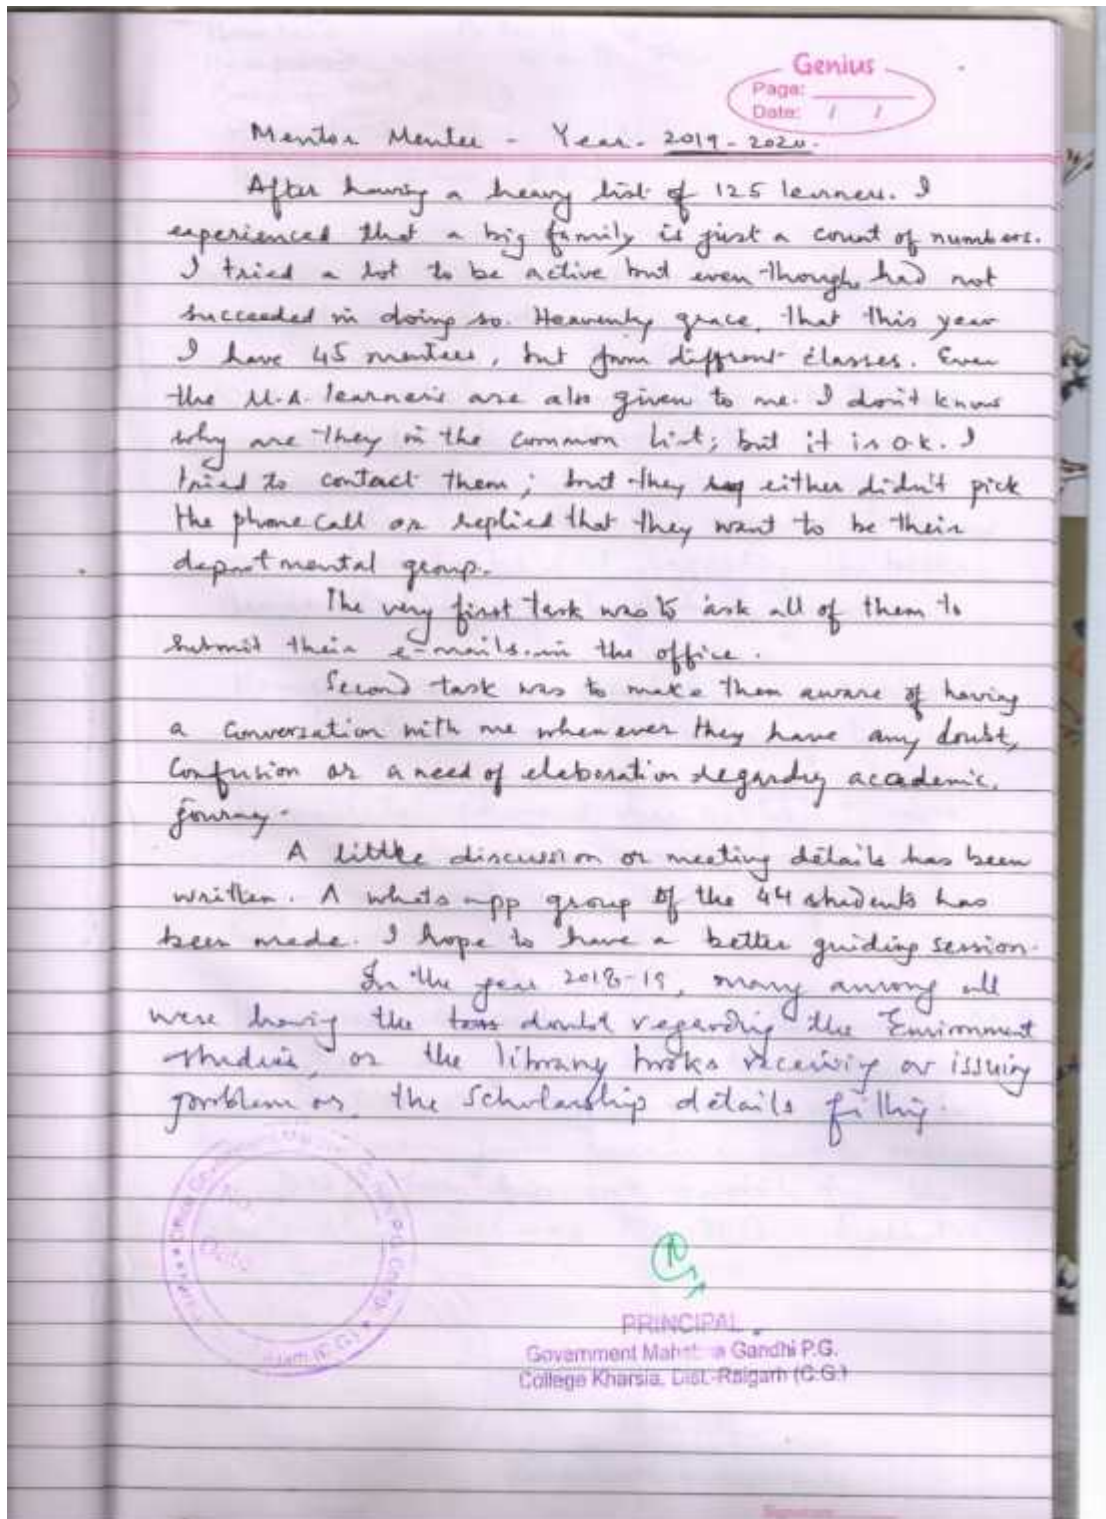 Genius
Page:
Date: / /
Mentor Mentee - Year - 2019 - 2020.
After having a heavy list of 125 learners. I
experienced that a big family is just a count of numbers.
I tried a lot to be active but even though had not
succeeded in doing so. Heavenly grace, that this year
I have 45 mentees, but from diffrent classes. Even
the M.A. learners are also given to me. I don't know
why are they in the common list; but it is o.k. I
tried to contact them; but they either didn't pick
the phone call or replied that they want to be their
departmental group.
The very first task was to ask all of them to
submit their e-mails in the office.
Second task was to make them aware of having
a conversation with me whenever they have any doubt,
confusion or a need of eleboration regarding academic
journey.
A little discussion or meeting details has been
written. A whats app group of the 44 students has
been made. I hope to have a better guiding session.
In the year 2018-19, many among all
were having the doubt regarding the Enironment
studies, or the library books receiving or issuing
problem or the Scholarship details filling.
No.
Date
PRINCIPAL
Government Gandhi P.G.
College Kharsia, Dist.-Raigarh (C.G.)